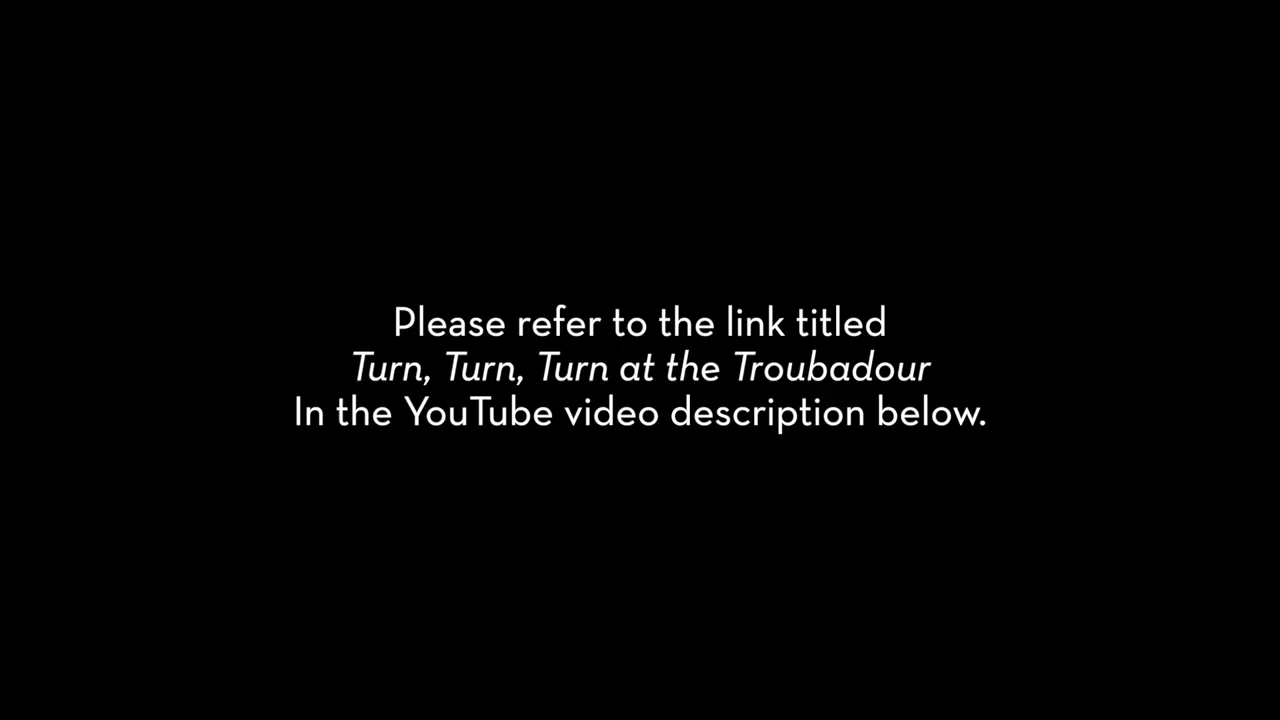 Please refer to the link titled
Turn, Turn, Turn at the Troubadour
In the YouTube video description below.